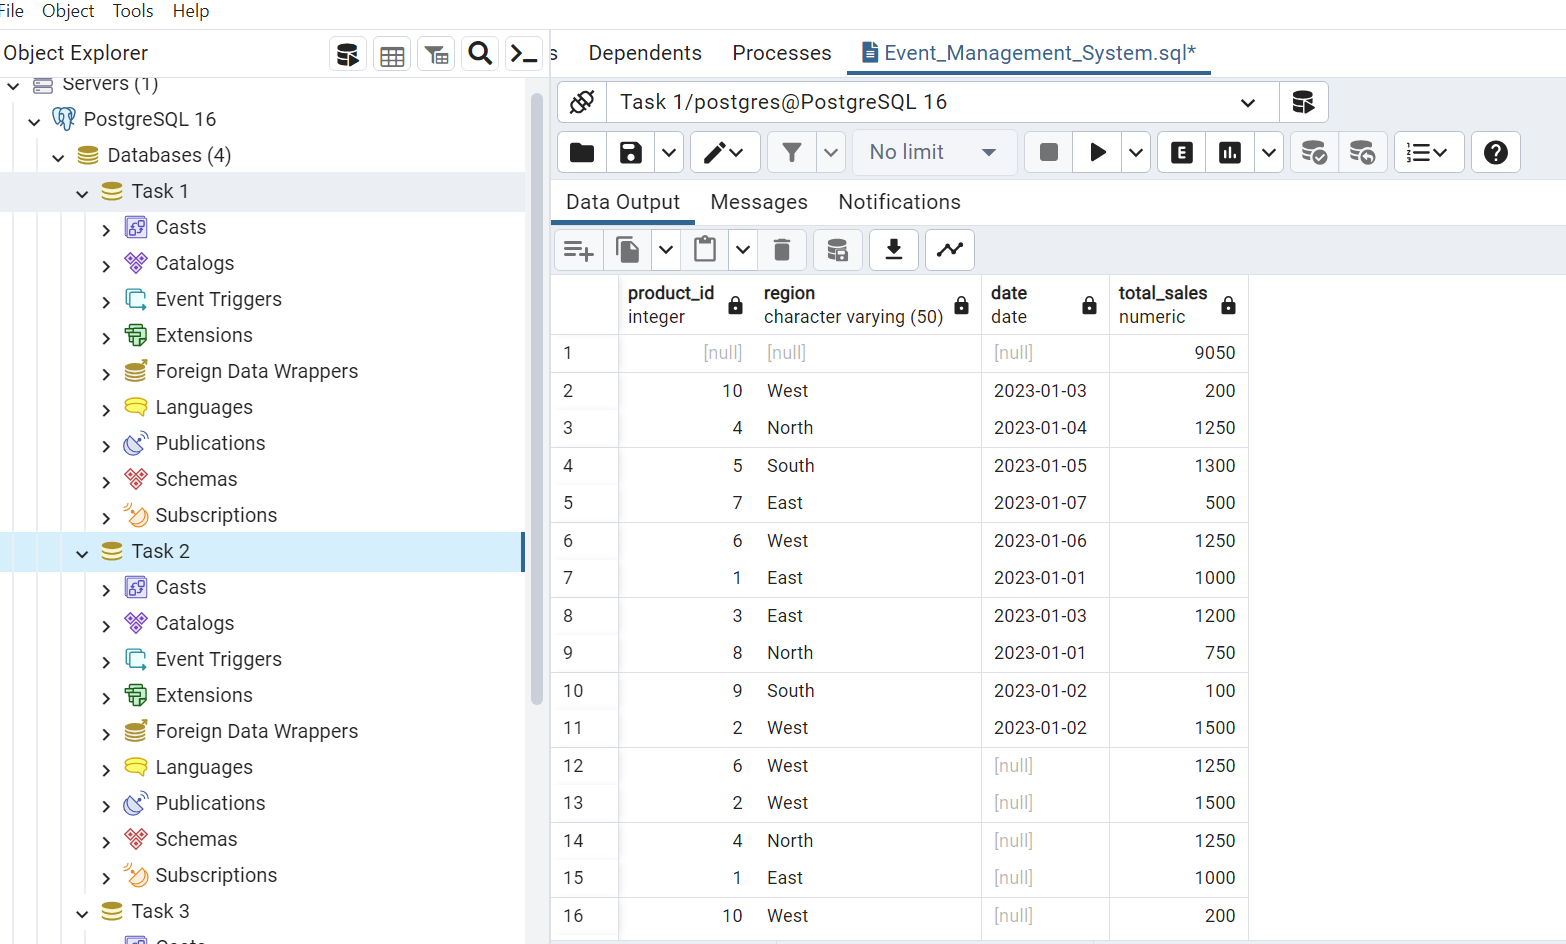 File Object Tools Help
Object Explorer
s Dependents Processes Event_Management_System.sql*
Servers (1)
PostgreSQL 16
Databases (4)
Task 1
Casts
Catalogs
Event Triggers
Extensions
Foreign Data Wrappers
Languages
Publications
Schemas
Subscriptions
Task 2
Casts
Catalogs
Event Triggers
Extensions
Foreign Data Wrappers
Languages
Publications
Schemas
Subscriptions
Task 3
Casts
Task 1/postgres@PostgreSQL 16
No limit E
Data Output Messages Notifications
product_id region date total_sales
integer character varying (50) date numeric
1 [null] [null] [null] 9050
2 10 West 2023-01-03 200
3 4 North 2023-01-04 1250
4 5 South 2023-01-05 1300
5 7 East 2023-01-07 500
6 6 West 2023-01-06 1250
7 1 East 2023-01-01 1000
8 3 East 2023-01-03 1200
9 8 North 2023-01-01 750
10 9 South 2023-01-02 100
11 2 West 2023-01-02 1500
12 6 West [null] 1250
13 2 West [null] 1500
14 4 North [null] 1250
15 1 East [null] 1000
16 10 West [null] 200